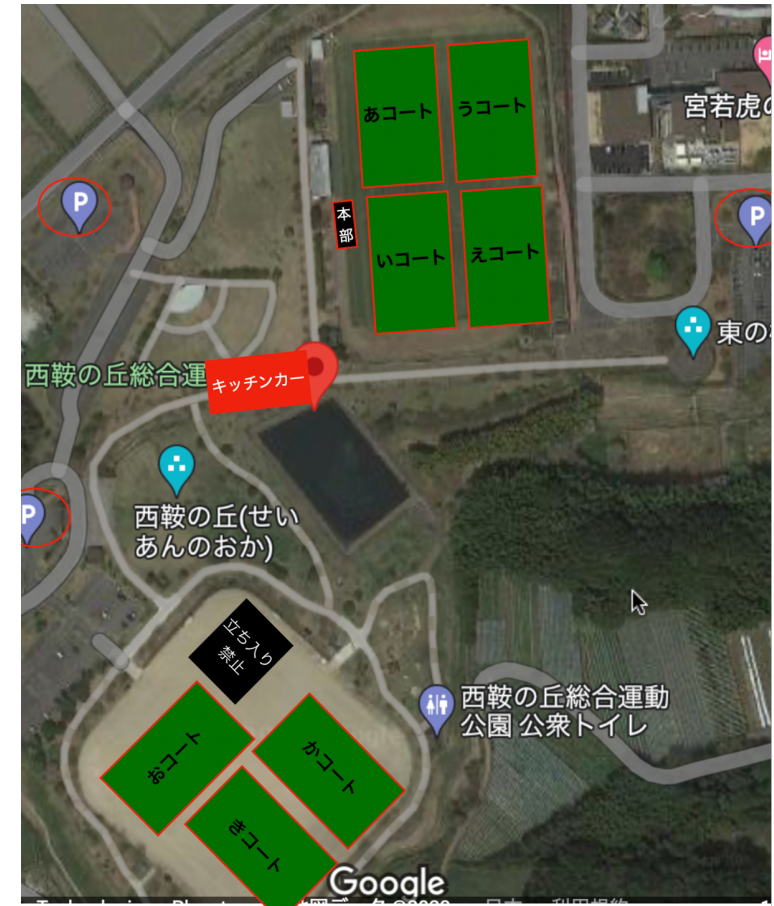 あコート
うコート
宮若虎の
P
本
部
P
いコート
えコート
東の
西鞍の丘総合運
キッチンカー
西鞍の丘(せい
あんのおか)
P
立ち入り
禁止
西鞍の丘総合運動
公園 公衆トイレ
おコート
かコート
きコート
Google